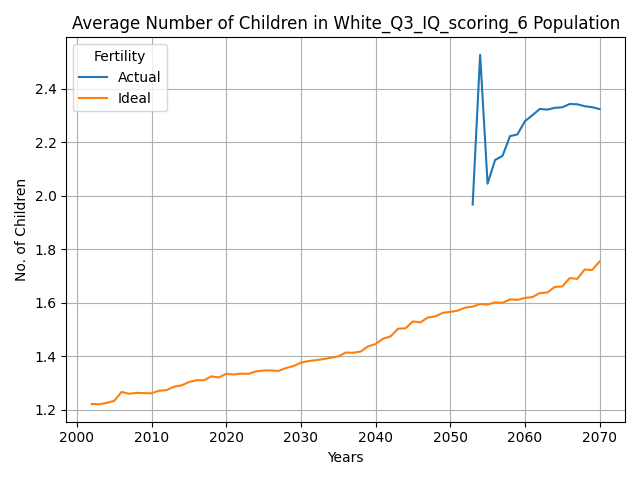 Average Number of Children in White_Q3_IQ_scoring_6 Population
Fertility
Actual
Ideal
No. of Children
2.4
2.2
2.0
1.8
1.6
1.4
1.2
2000 2010 2020 2030 2040 2050 2060 2070
Years